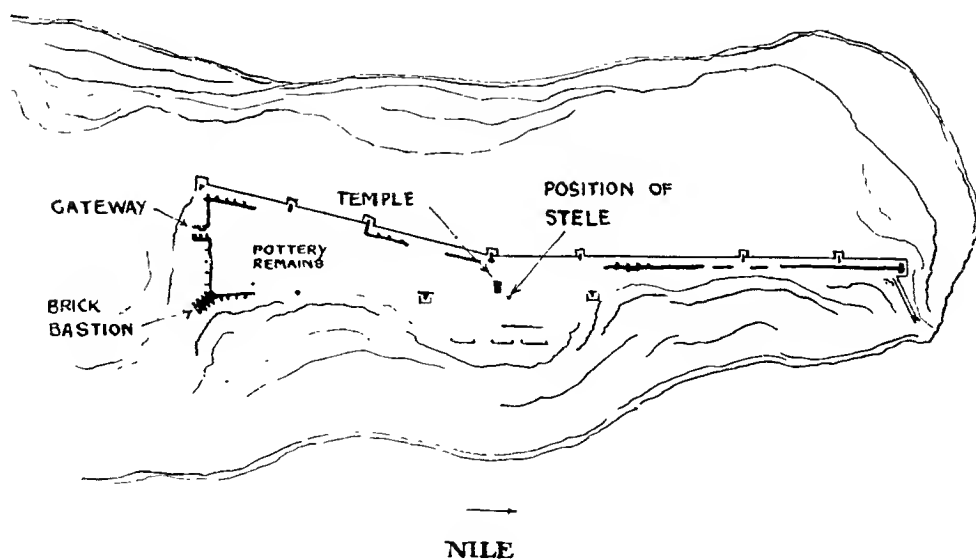 GATEWAY
POTTERY
REMAINS
TEMPLE
POSITION OF
STELE
BRICK
BASTION
NILE